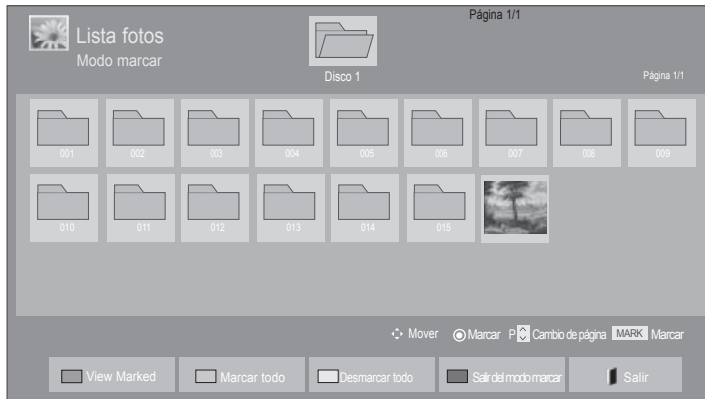 Página 1/1
Lista fotos
Modo marcar
Disco 1
Página 1/1
001 002 003 004 005 006 007 008 009
010 011 012 013 014 015
Mover Marcar P Cambio de página MARK Marcar
View Marked Marcar todo Desmarcar todo Salir del modo marcar Salir